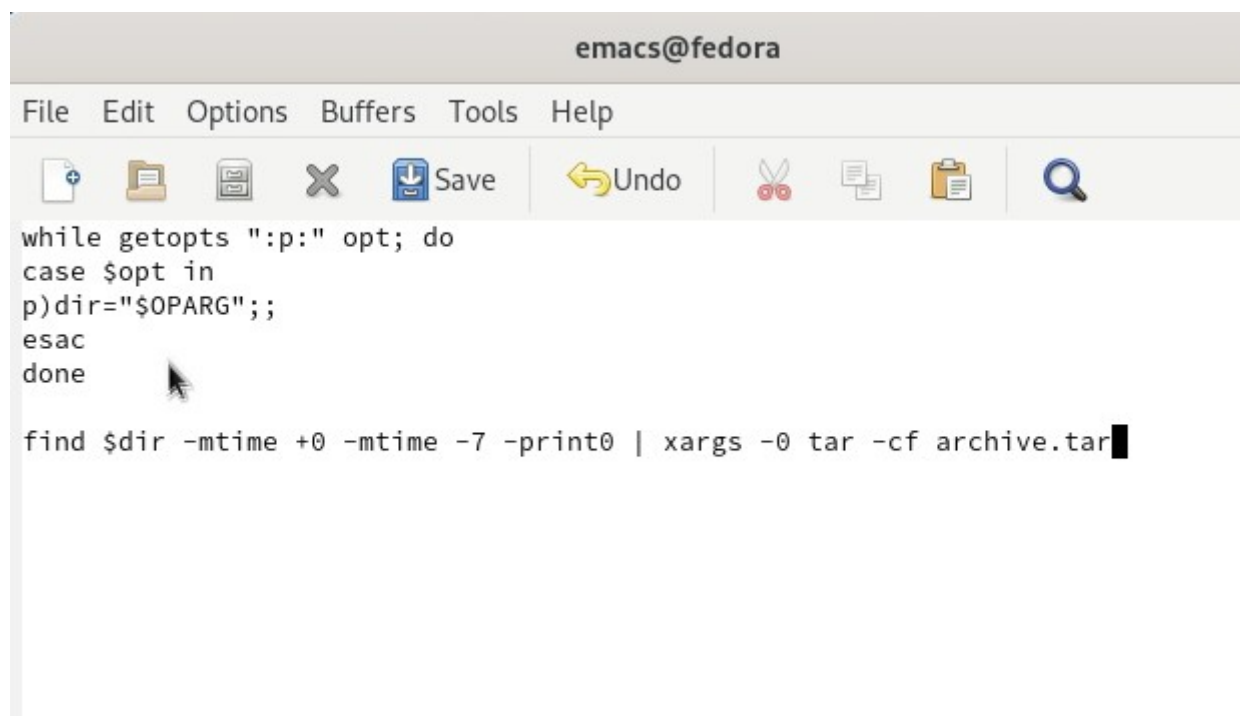 emacs@fedora
File Edit Options Buffers Tools Help
Save Undo
while getopts ":p:" opt; do
case $opt in
p)dir="$OPARG";;
esac
done
find $dir -mtime +0 -mtime -7 -print0 | xargs -0 tar -cf archive.tar